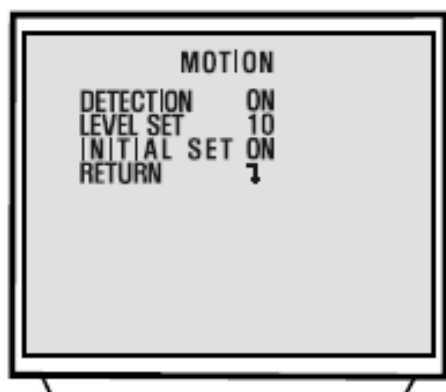 MOTION
DETECTION ON
LEVEL SET 10
INITIAL SET ON
RETURN ↴